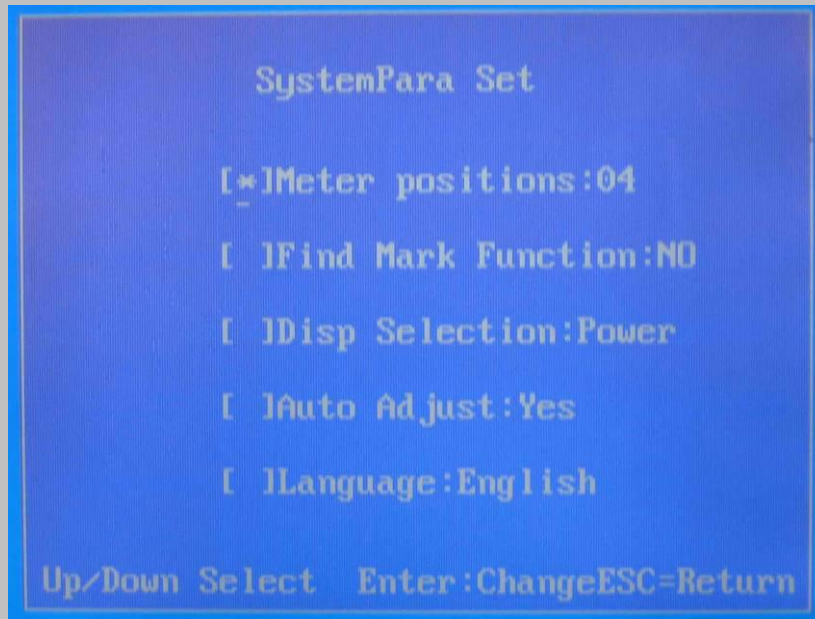 SystemPara Set
[*]Meter positions:04
[ ]Find Mark Function:NO
[ ]Disp Selection:Power
[ ]Auto Adjust:Yes
[ ]Language:English
Up/Down Select Enter:ChangeESC=Return